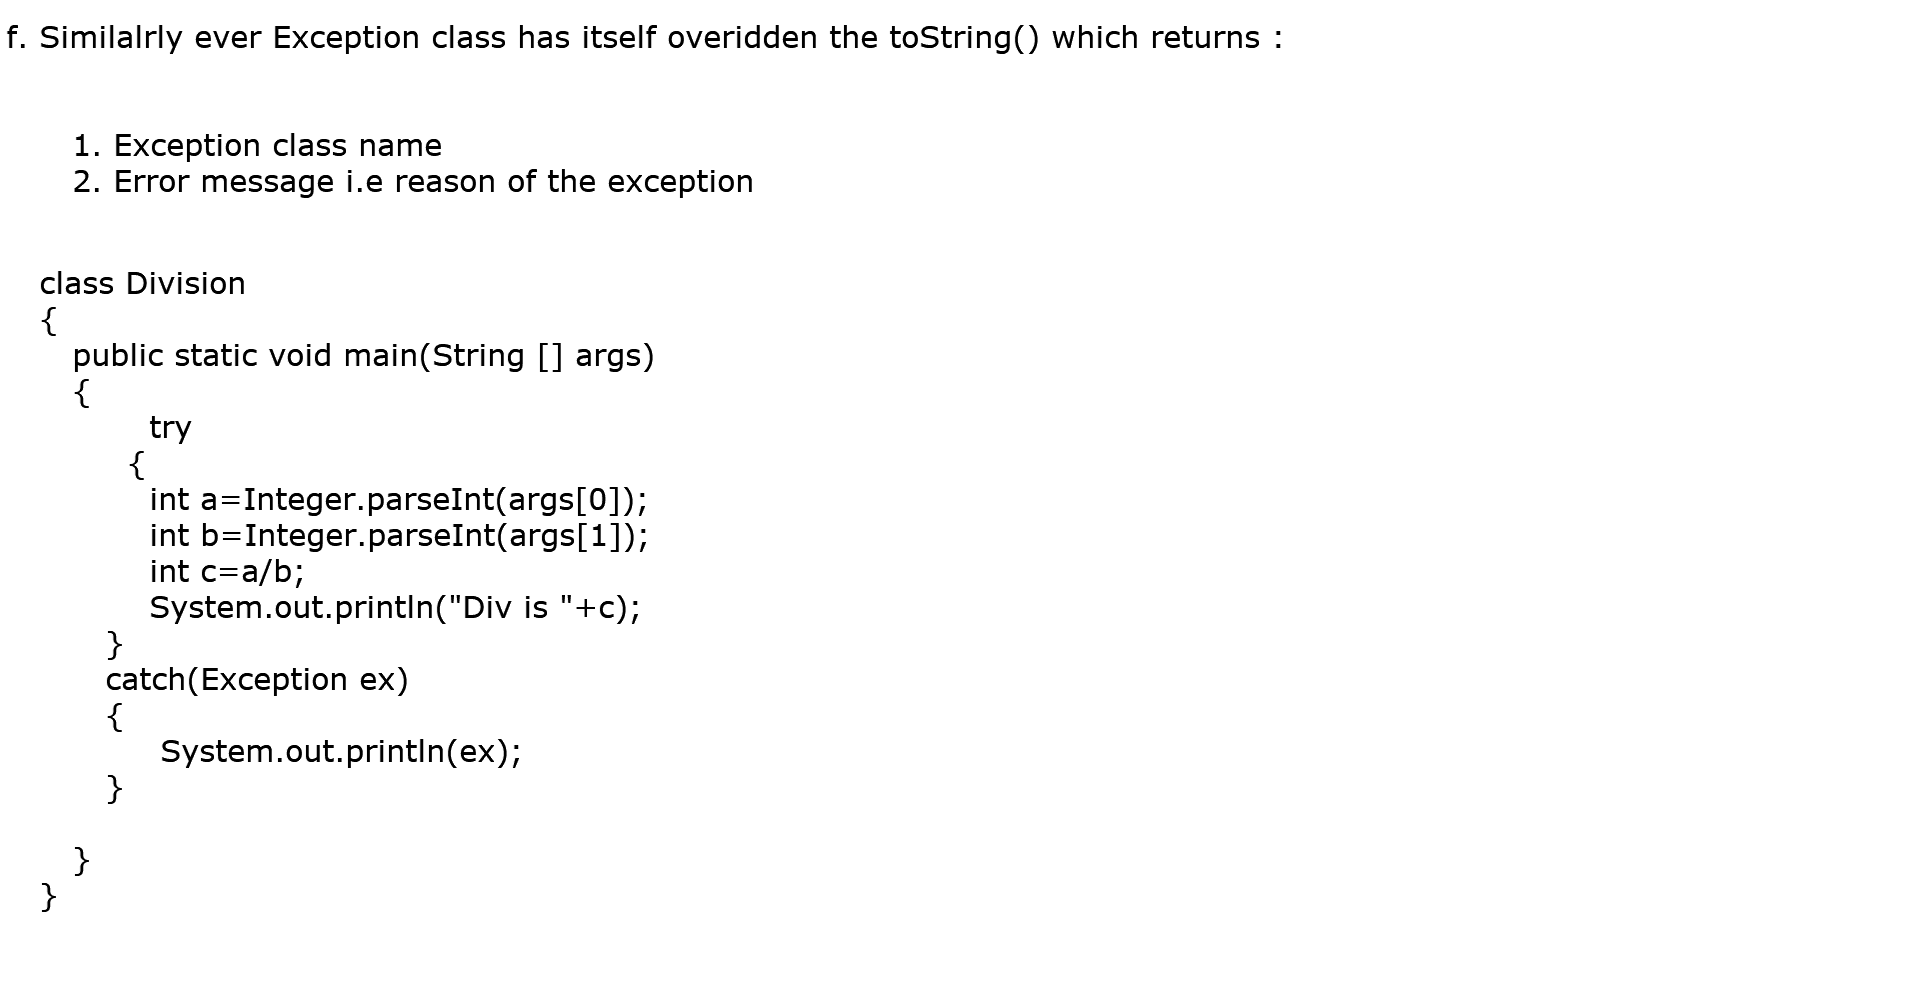 f. Similalrly ever Exception class has itself overidden the toString() which returns :
1. Exception class name
2. Error message i.e reason of the exception
class Division
{
public static void main(String [] args)
{
try
{
int a=Integer.parseInt(args[0]);
int b=Integer.parseInt(args[1]);
int c=a/b;
System.out.println("Div is "+c);
}
catch(Exception ex)
{
System.out.println(ex);
}
}
}